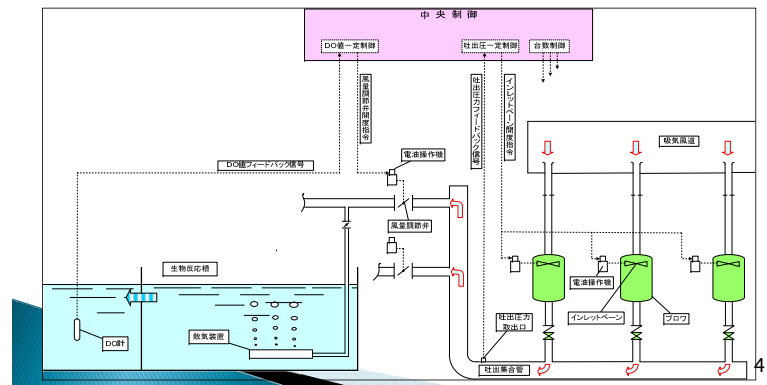 中央制御
DO値一定制御
吐出圧一定制御
台数制御
風量調節弁開度指令
吐出圧力フィードバック信号
インレットベーン開度指令
吸気風道
電油操作機
DO値フィードバック信号
風量調節弁
生物反応槽
電油操作機
吐出圧力
取出口
インレットベーン
ブロワ
散気装置
DO計
吐出集合管
4